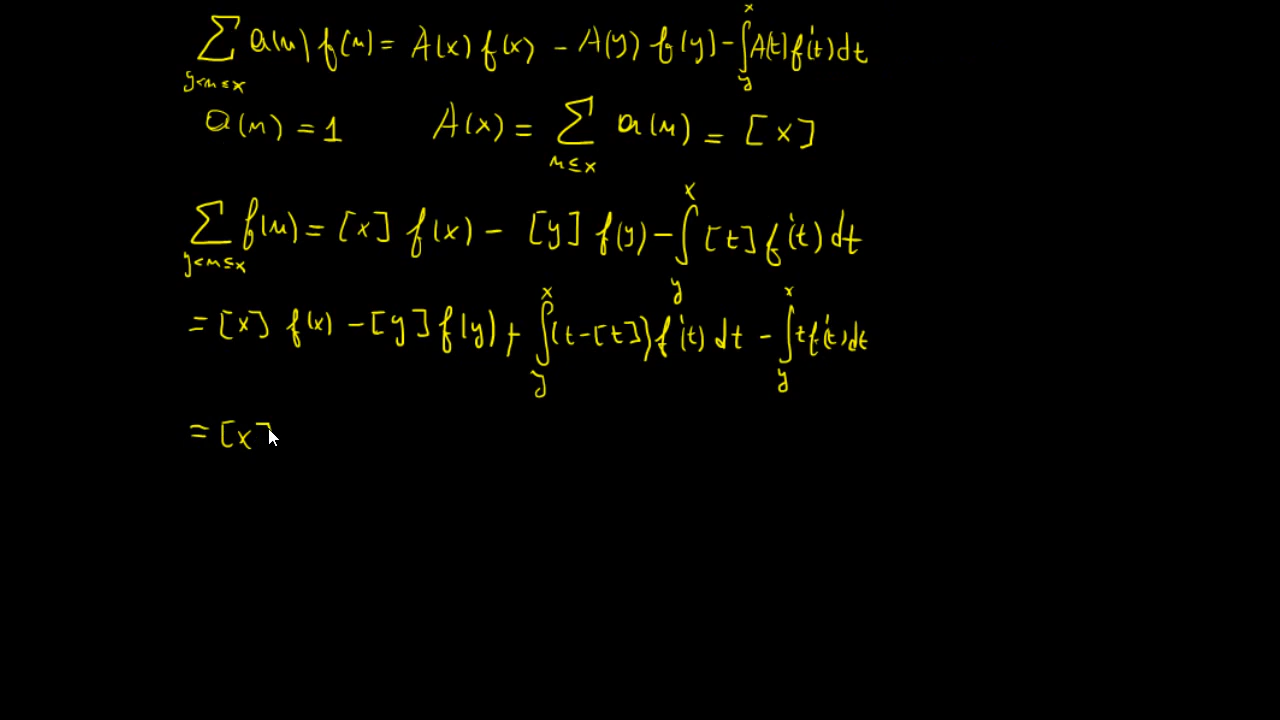 ∑_{y<n≤x} a(n) f(n) = A(x) f(x) - A(y) f(y) - ∫_y^x A(t) f'(t) dt
a(n) = 1 A(x) = ∑_{n≤x} a(n) = [x]
∑_{y<n≤x} f(n) = [x] f(x) - [y] f(y) - ∫_y^x [t] f'(t) dt
= [x] f(x) - [y] f(y) + ∫_y^x (t-[t]) f'(t) dt - ∫_y^x t f'(t) dt
= [x]